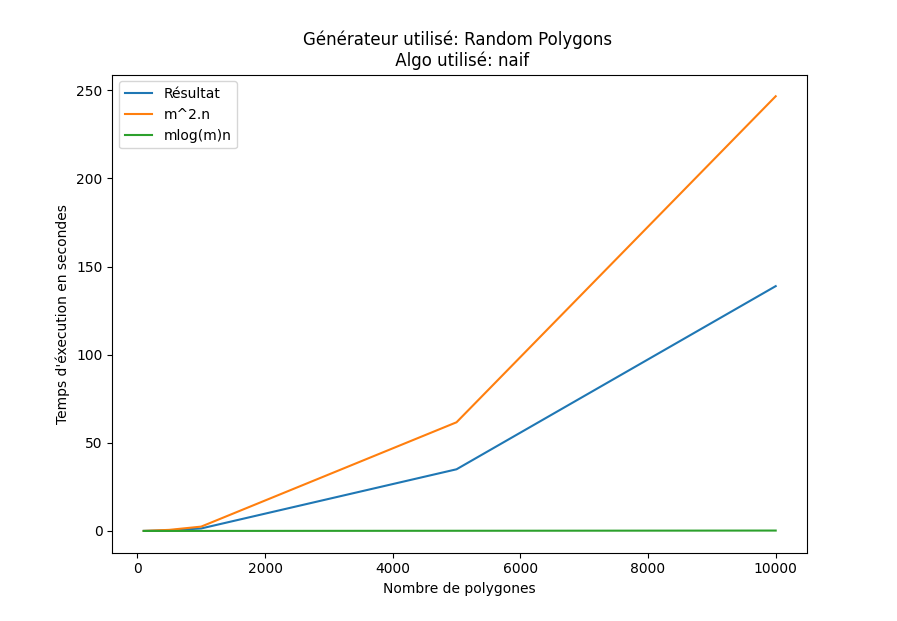 Générateur utilisé: Random Polygons
Algo utilisé: naif
Résultat
m^2.n
mlog(m)n
Temps d'éxecution en secondes
250
200
150
100
50
0
0 2000 4000 6000 8000 10000
Nombre de polygones